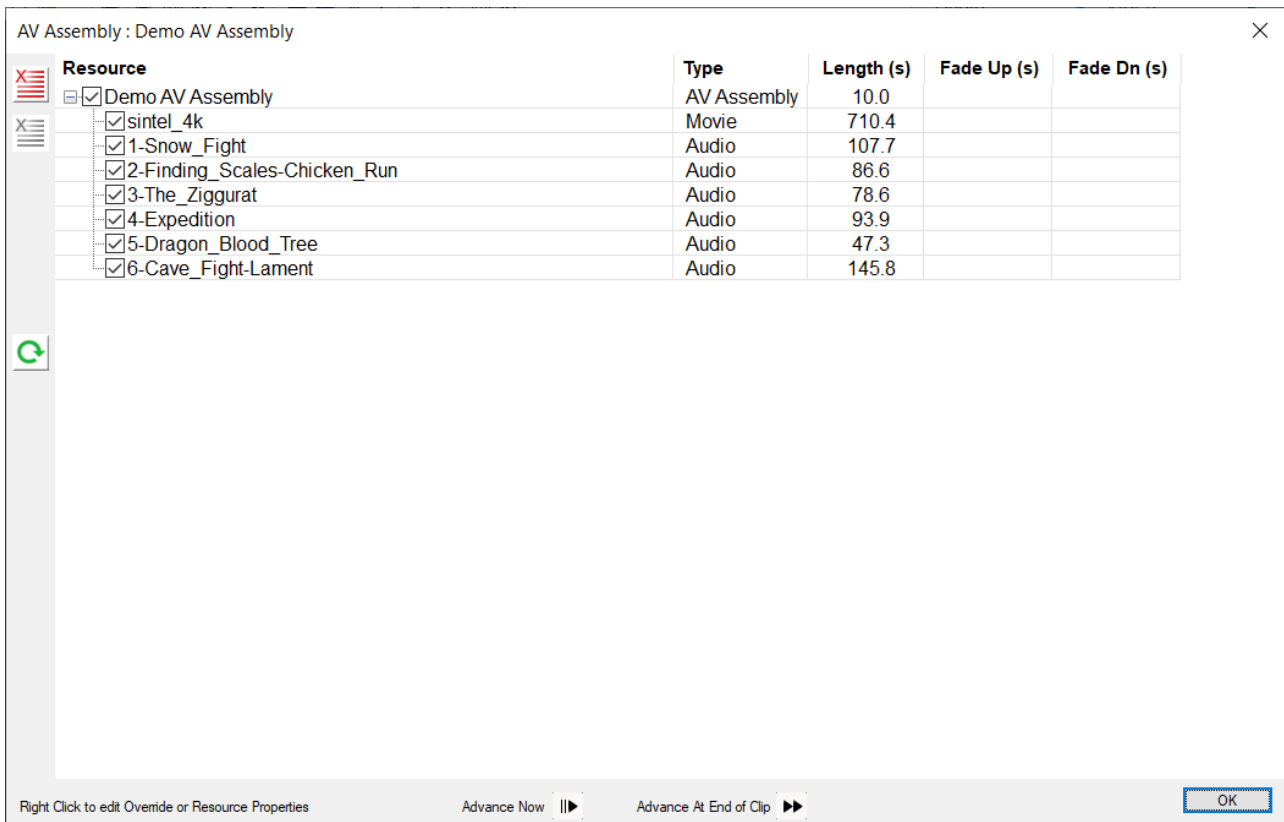 AV Assembly : Demo AV Assembly
Resource Type Length (s) Fade Up (s) Fade Dn (s)
Demo AV Assembly AV Assembly 10.0
sintel_4k Movie 710.4
1-Snow_Fight Audio 107.7
2-Finding_Scales-Chicken_Run Audio 86.6
3-The_Ziggurat Audio 78.6
4-Expedition Audio 93.9
5-Dragon_Blood_Tree Audio 47.3
6-Cave_Fight-Lament Audio 145.8
Right Click to edit Override or Resource Properties Advance Now Advance At End of Clip OK